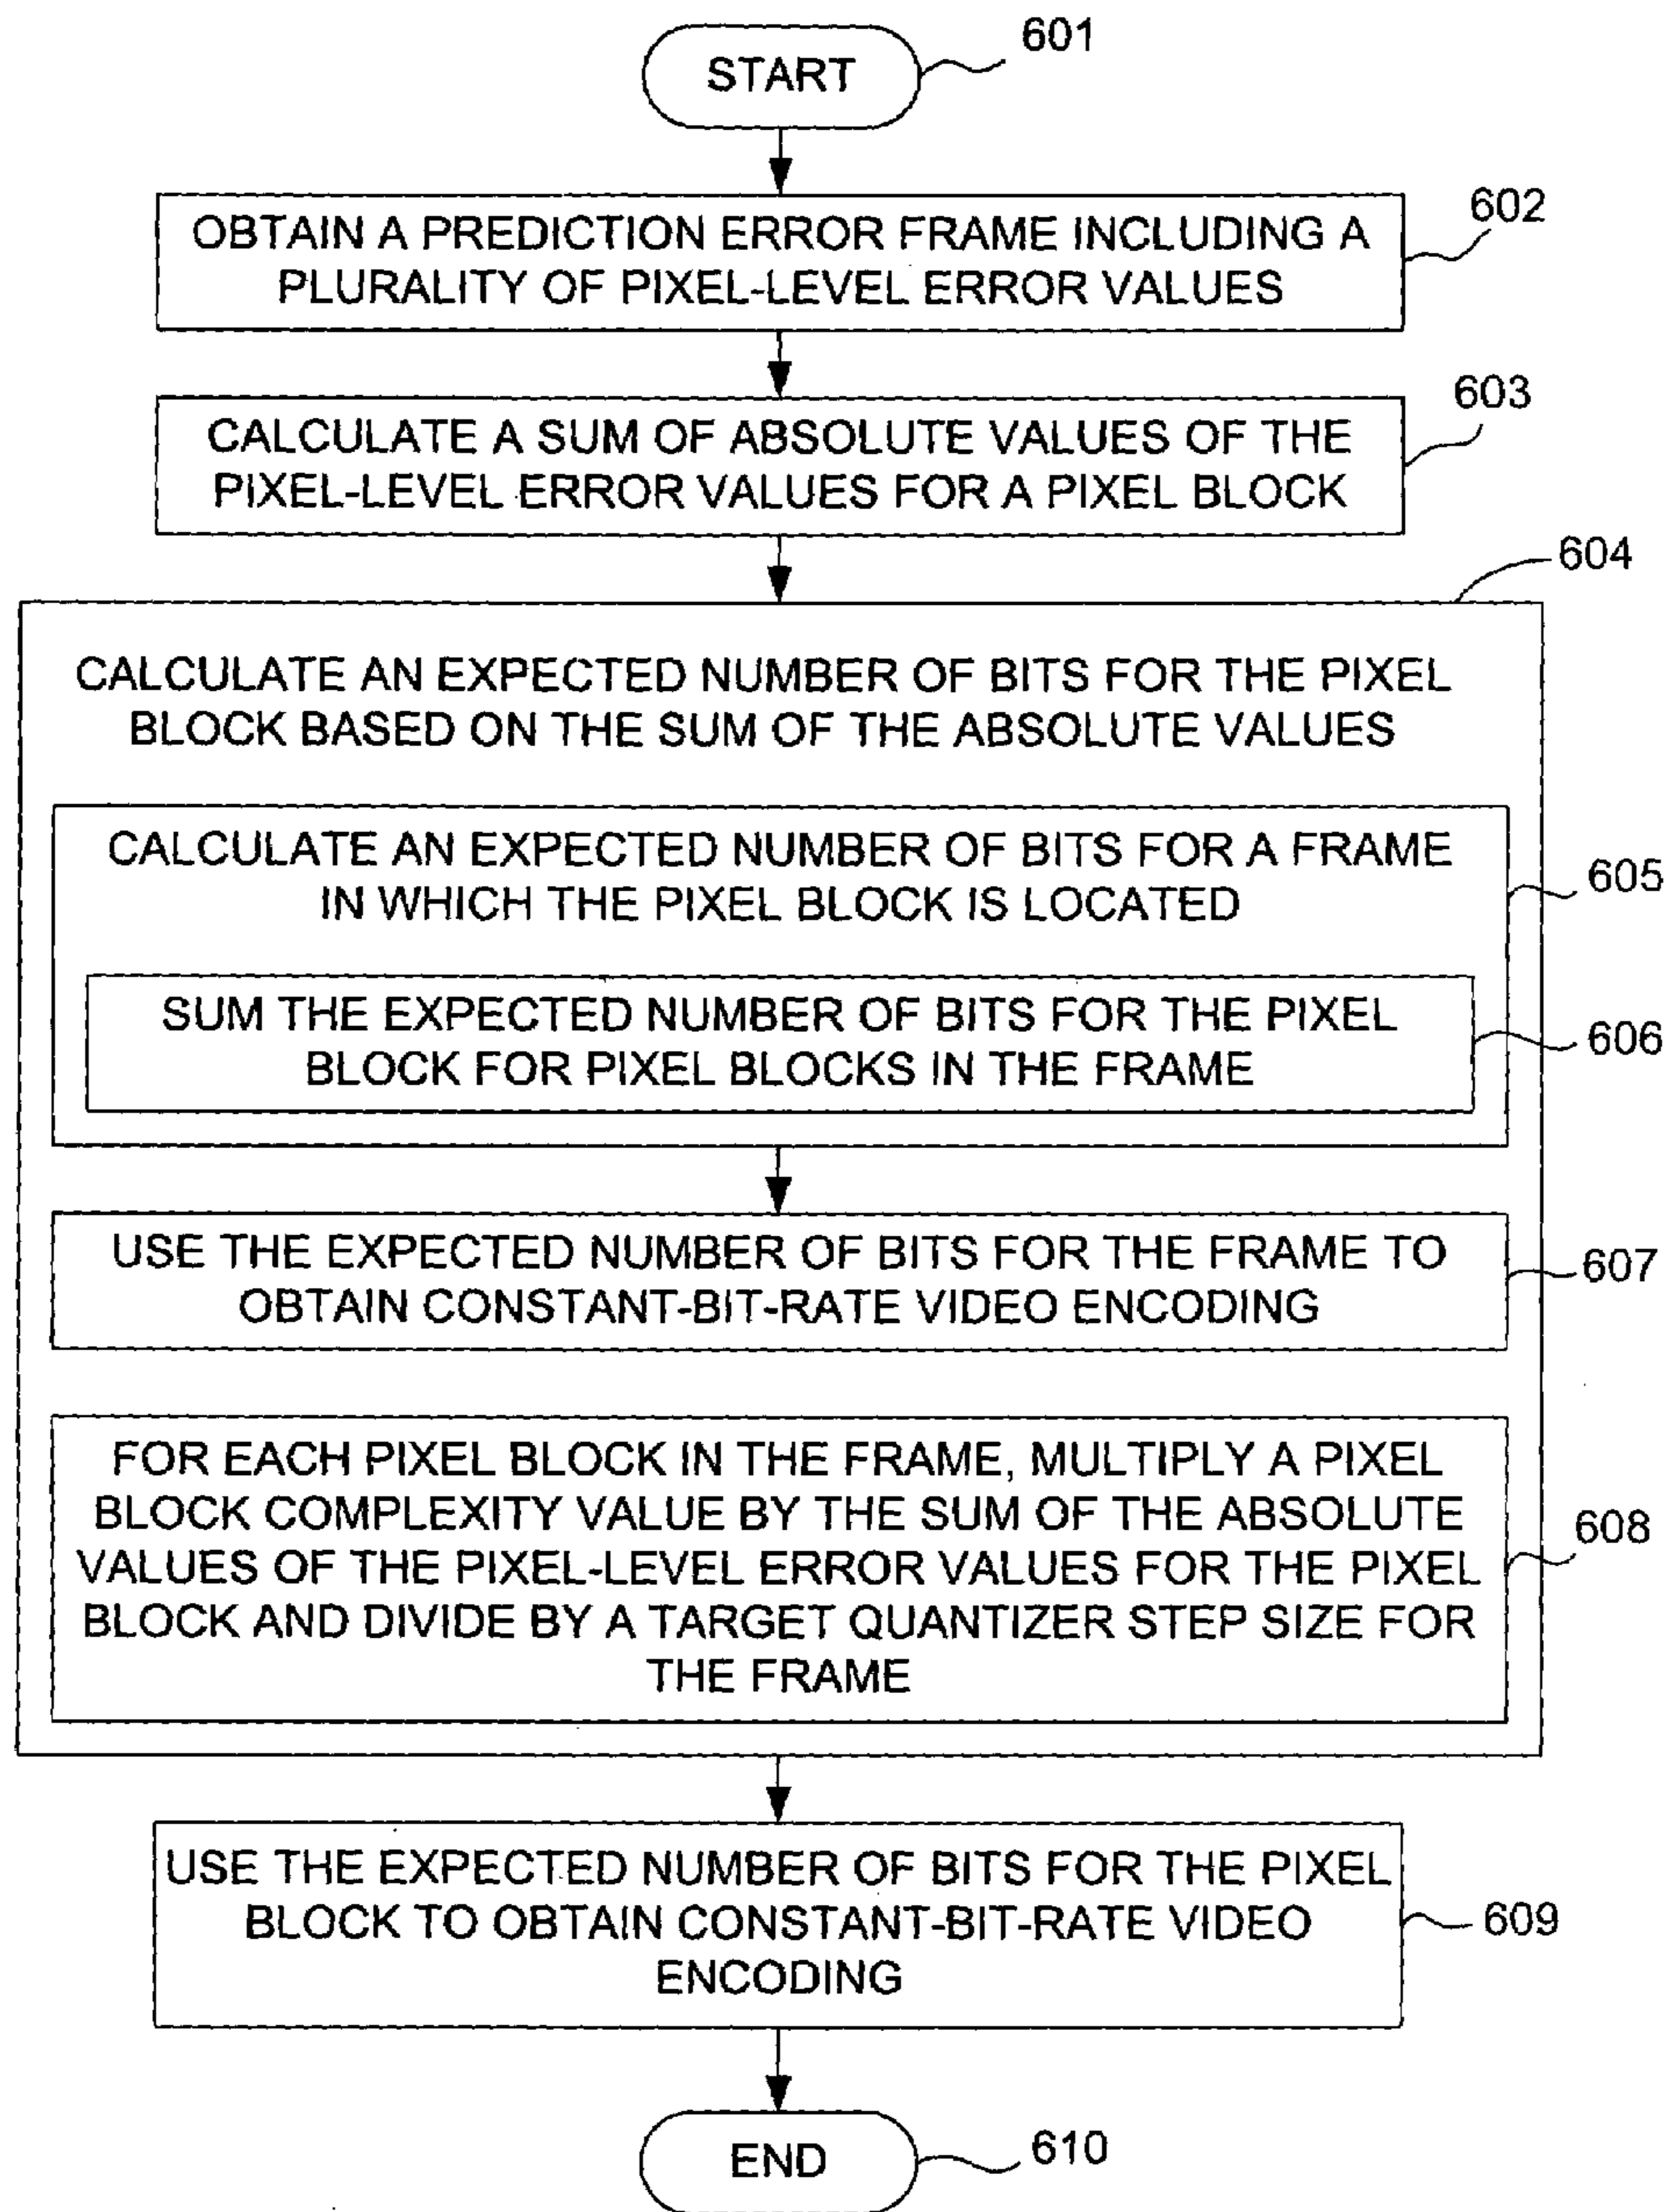 START
601
OBTAIN A PREDICTION ERROR FRAME INCLUDING A
PLURALITY OF PIXEL-LEVEL ERROR VALUES
602
CALCULATE A SUM OF ABSOLUTE VALUES OF THE
PIXEL-LEVEL ERROR VALUES FOR A PIXEL BLOCK
603
604
CALCULATE AN EXPECTED NUMBER OF BITS FOR THE PIXEL
BLOCK BASED ON THE SUM OF THE ABSOLUTE VALUES
CALCULATE AN EXPECTED NUMBER OF BITS FOR A FRAME
IN WHICH THE PIXEL BLOCK IS LOCATED
605
SUM THE EXPECTED NUMBER OF BITS FOR THE PIXEL
BLOCK FOR PIXEL BLOCKS IN THE FRAME
606
USE THE EXPECTED NUMBER OF BITS FOR THE FRAME TO
OBTAIN CONSTANT-BIT-RATE VIDEO ENCODING
607
FOR EACH PIXEL BLOCK IN THE FRAME, MULTIPLY A PIXEL
BLOCK COMPLEXITY VALUE BY THE SUM OF THE ABSOLUTE
VALUES OF THE PIXEL-LEVEL ERROR VALUES FOR THE PIXEL
BLOCK AND DIVIDE BY A TARGET QUANTIZER STEP SIZE FOR
THE FRAME
608
USE THE EXPECTED NUMBER OF BITS FOR THE PIXEL
BLOCK TO OBTAIN CONSTANT-BIT-RATE VIDEO
ENCODING
609
END
610